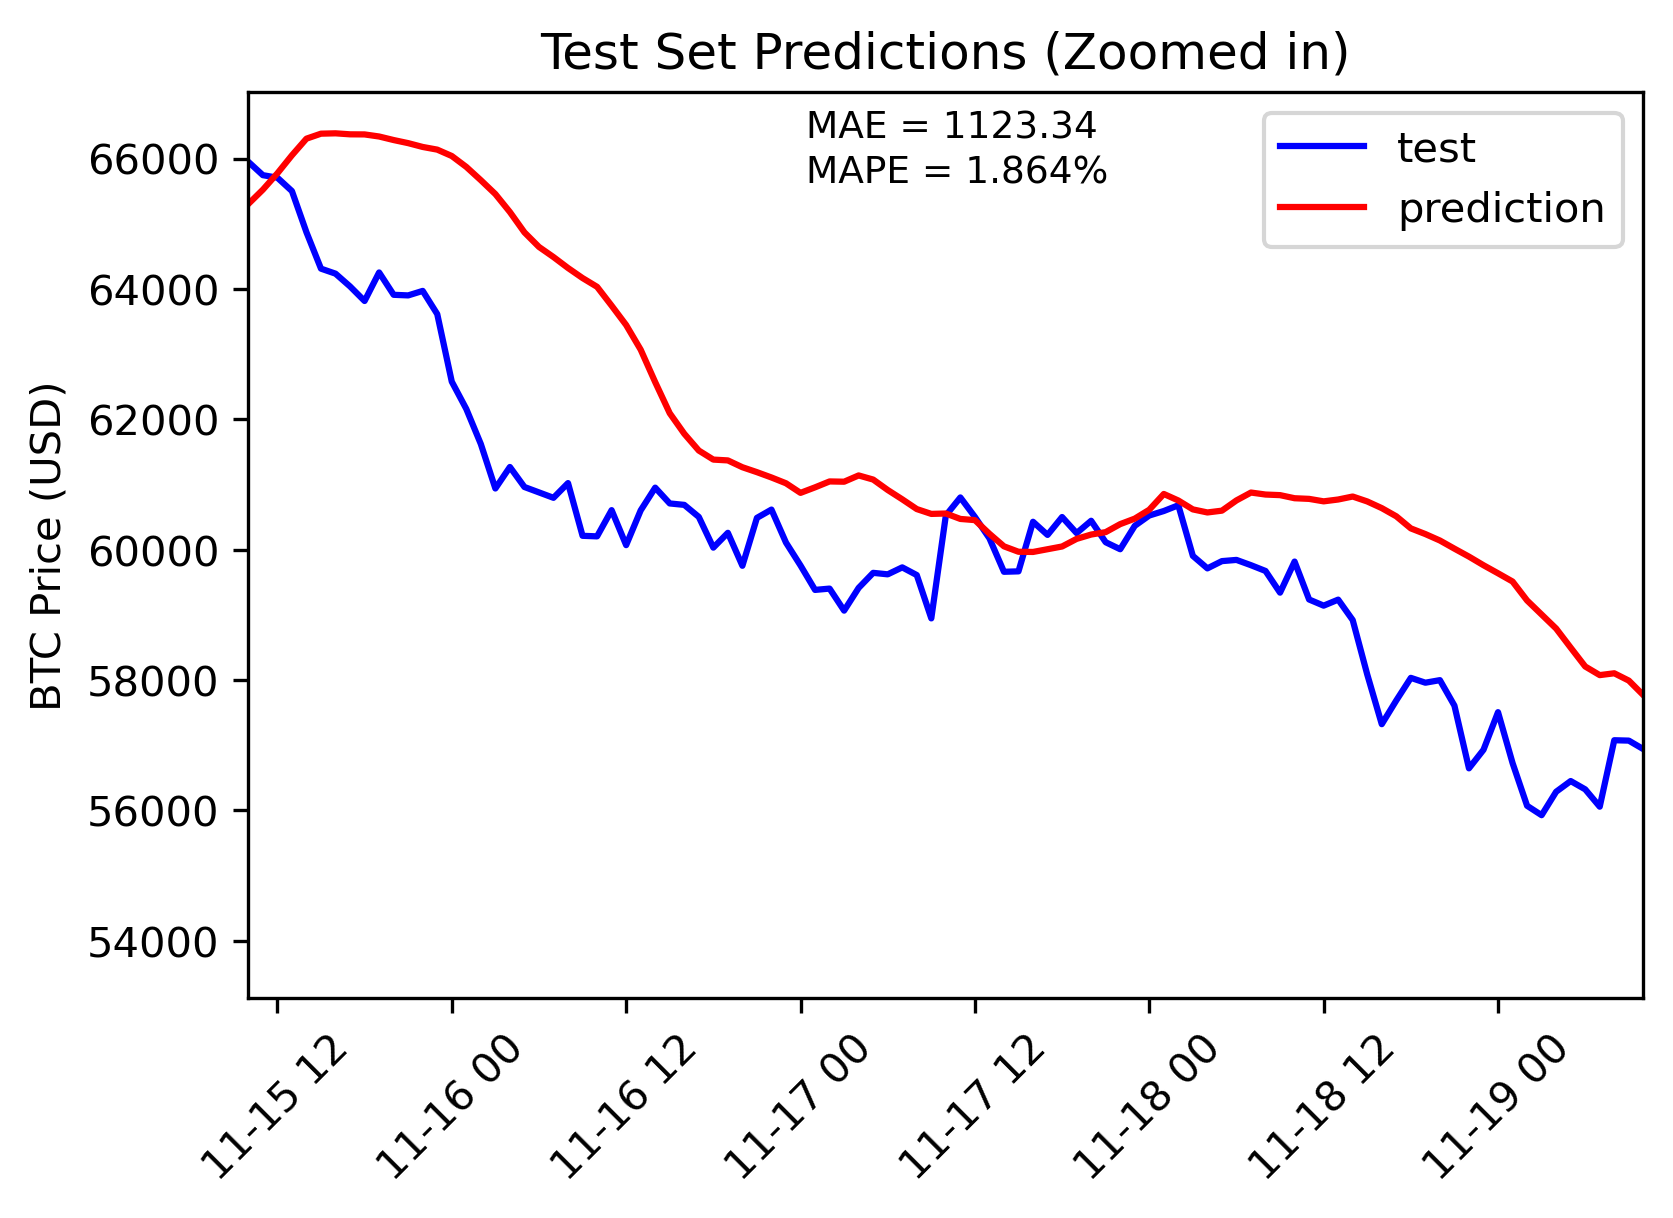 Test Set Predictions (Zoomed in)
MAE = 1123.34
MAPE = 1.864%
test
prediction
BTC Price (USD)
66000
64000
62000
60000
58000
56000
54000
11-15 12
11-16 00
11-16 12
11-17 00
11-17 12
11-18 00
11-18 12
11-19 00